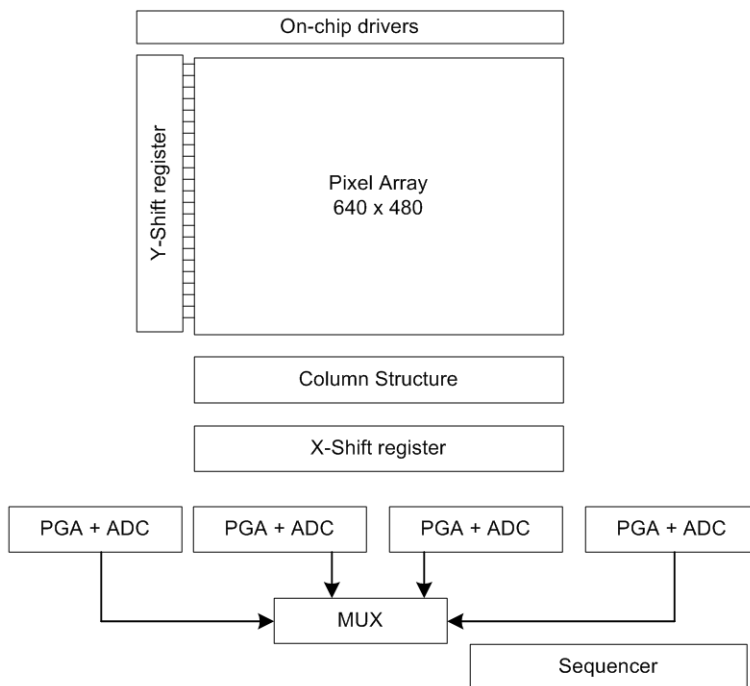 On-chip drivers
Y-Shift register
Pixel Array
640 x 480
Column Structure
X-Shift register
PGA + ADC
PGA + ADC
PGA + ADC
PGA + ADC
MUX
Sequencer